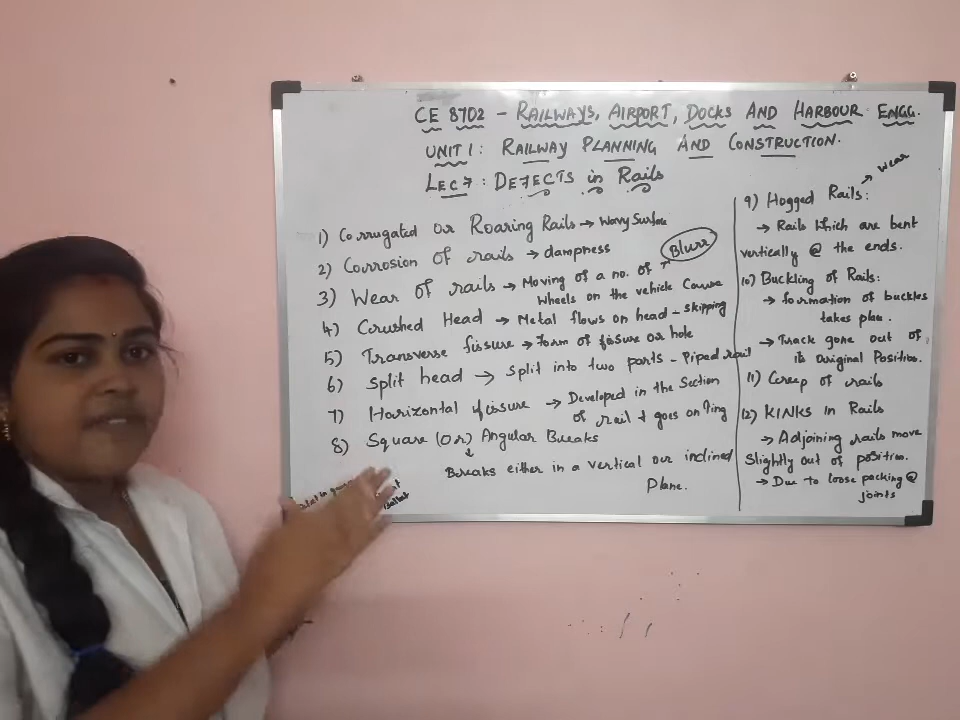 CE 8702 - RAILWAYS, AIRPORT, DOCKS AND HARBOUR ENGG.
UNIT 1: RAILWAY PLANNING AND CONSTRUCTION.
LEC 7: DEFECTS in Rails
1) Corrugated or Roaring Rails → Wavy Surface
2) Corrosion Of rails → dampness
Blurr
3) Wear Of rails → Moving of a no. of
Wheels on the vehicle Cause
4) Crushed Head → Metal flows on head - skipping
5) Transverse fissure → Form of fissure or hole
6) Split head → Split into two parts - Piped rail
7) Horizontal fissure → Developed in the Section
of rail & goes on ↑ing
8) Square (Or) Angular Breaks
↓
Breaks either in a vertical or inclined
Plane.
9) Hogged Rails: → Wear
→ Rails Which are bent
vertically @ the ends.
10) Buckling of Rails:
→ formation of buckles
takes place.
→ Track gone out of
its Original Position.
11) Creep of rails
12) KINKS in Rails
→ Adjoining rails move
Slightly out of position.
→ Due to loose packing @
joints